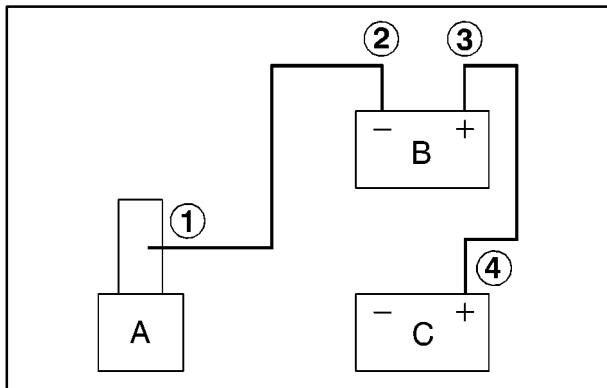 ② ③
− +
B
①
④
A
− +
C